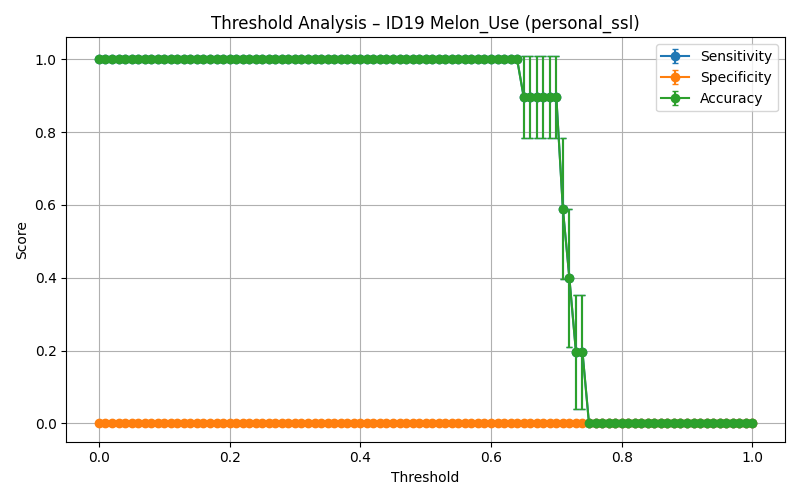 Threshold Analysis – ID19 Melon_Use (personal_ssl)
Sensitivity
Specificity
Accuracy
1.0
0.8
0.6
0.4
0.2
0.0
Score
0.0 0.2 0.4 0.6 0.8 1.0
Threshold